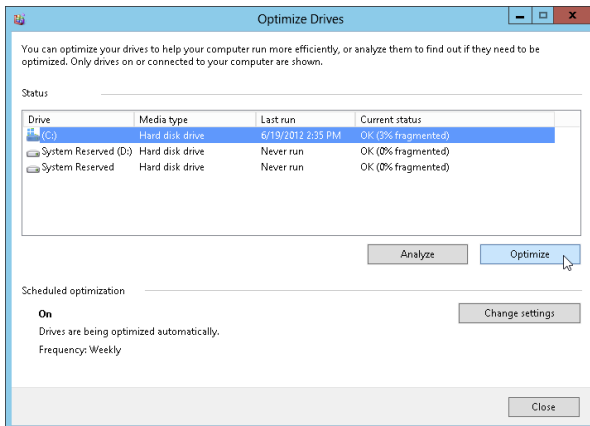 Optimize Drives
You can optimize your drives to help your computer run more efficiently, or analyze them to find out if they need to be
optimized. Only drives on or connected to your computer are shown.
Status
Drive Media type Last run Current status
(C:) Hard disk drive 6/19/2012 2:35 PM OK (3% fragmented)
System Reserved (D:) Hard disk drive Never run OK (0% fragmented)
System Reserved Hard disk drive Never run OK (0% fragmented)
Analyze Optimize
Scheduled optimization
On Change settings
Drives are being optimized automatically.
Frequency: Weekly
Close